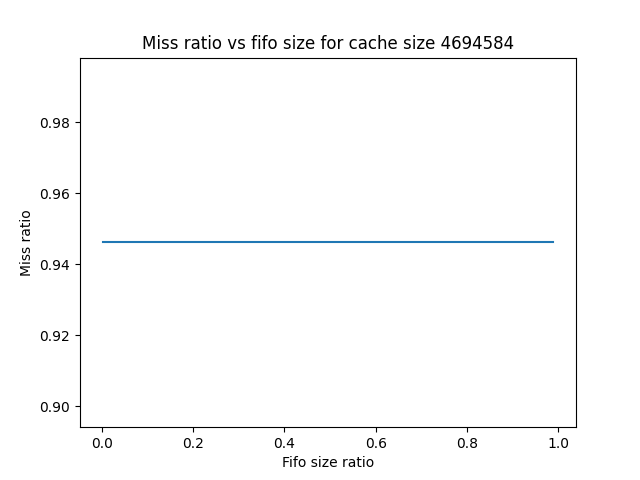 Miss ratio vs fifo size for cache size 4694584
Miss ratio
0.98
0.96
0.94
0.92
0.90
0.0 0.2 0.4 0.6 0.8 1.0
Fifo size ratio